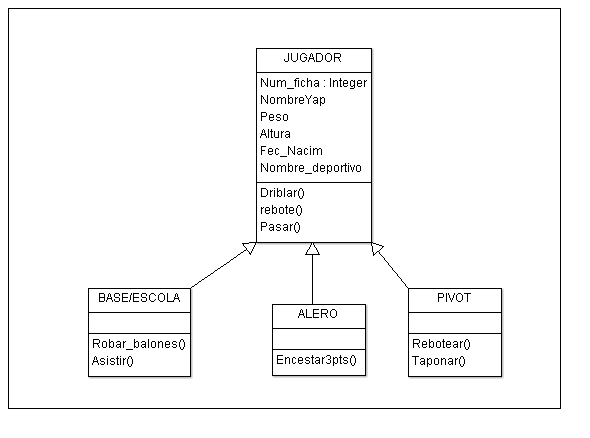 JUGADOR
Num_ficha : Integer
NombreYap
Peso
Altura
Fec_Nacim
Nombre_deportivo
Driblar()
rebote()
Pasar()
BASE/ESCOLA
Robar_balones()
Asistir()
ALERO
Encestar3pts()
PIVOT
Rebotear()
Taponar()